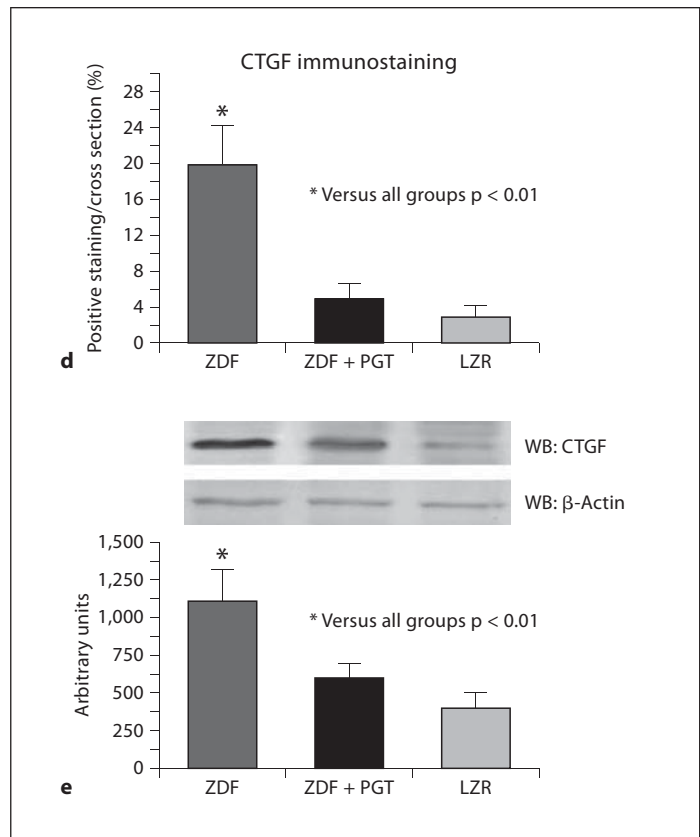 CTGF immunostaining
Positive staining/cross section (%)
28
24
20
16
12
8
4
0
*
* Versus all groups p < 0.01
d
ZDF
ZDF + PGT
LZR
WB: CTGF
WB: β-Actin
Arbitrary units
1,500
1,250
1,000
750
500
250
0
*
* Versus all groups p < 0.01
e
ZDF
ZDF + PGT
LZR